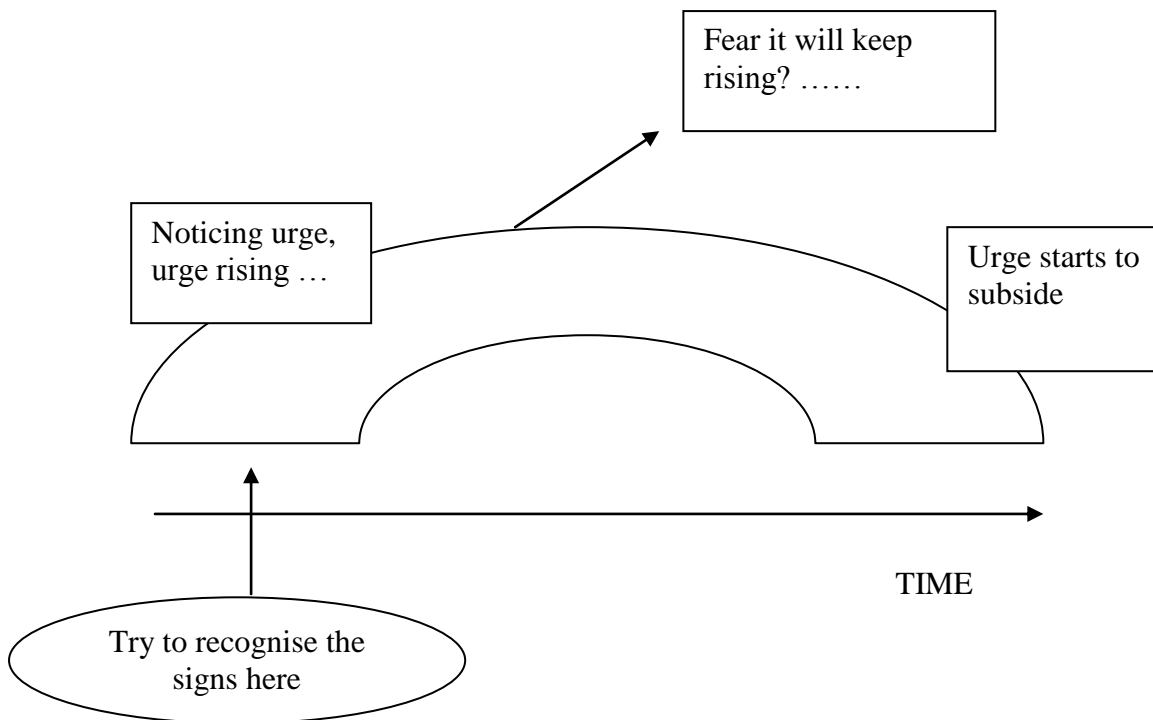 Fear it will keep
rising? ……
Noticing urge,
urge rising …
Urge starts to
subside
TIME
Try to recognise the
signs here